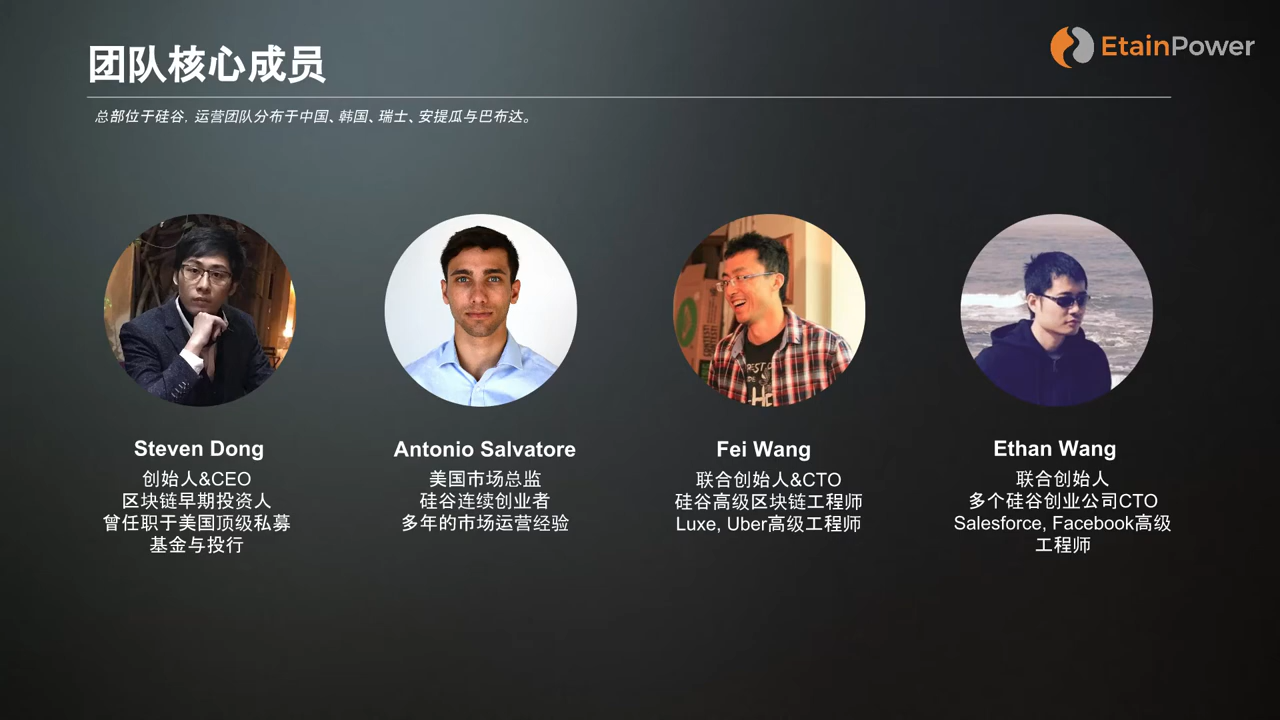 团队核心成员
EtainPower
总部位于硅谷, 运营团队分布于中国、韩国、瑞士、安提瓜与巴布达。
Steven Dong
创始人&CEO
区块链早期投资人
曾任职于美国顶级私募
基金与投行
Antonio Salvatore
美国市场总监
硅谷连续创业者
多年的市场运营经验
Fei Wang
联合创始人&CTO
硅谷高级区块链工程师
Luxe, Uber高级工程师
Ethan Wang
联合创始人
多个硅谷创业公司CTO
Salesforce, Facebook高级
工程师